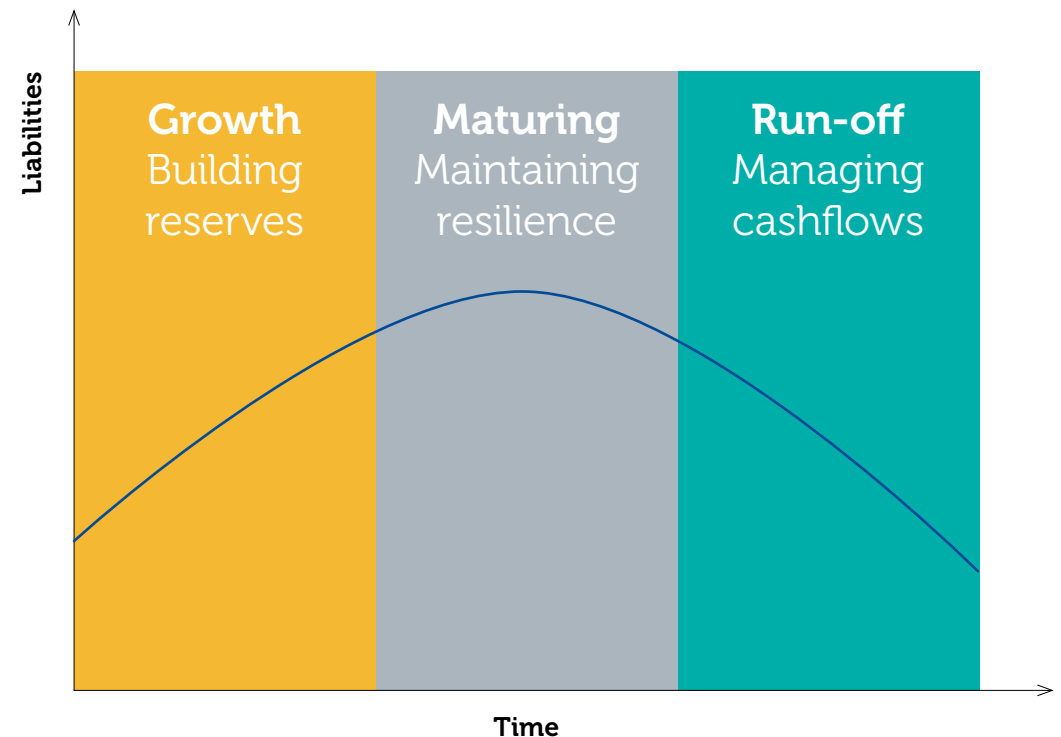 Liabilities
Growth
Building
reserves
Maturing
Maintaining
resilience
Run-off
Managing
cashflows
Time